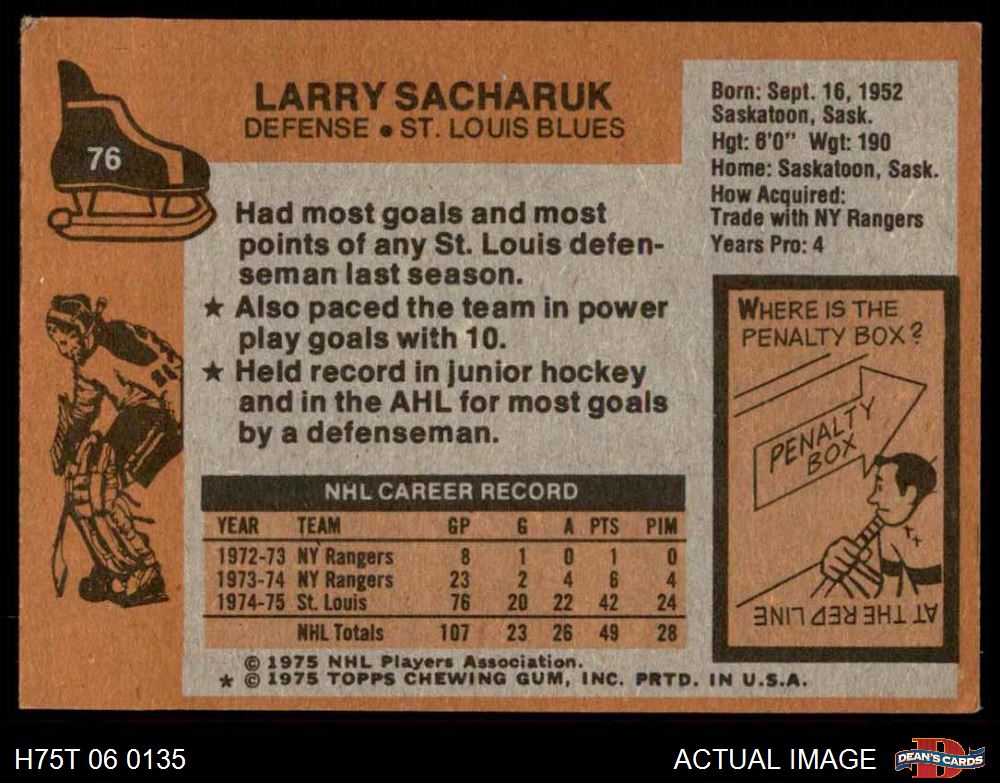 76
LARRY SACHARUK
DEFENSE • ST. LOUIS BLUES
Had most goals and most
points of any St. Louis defen-
seman last season.
★ Also paced the team in power
play goals with 10.
★ Held record in junior hockey
and in the AHL for most goals
by a defenseman.
Born: Sept. 16, 1952
Saskatoon, Sask.
Hgt: 6'0" Wgt: 190
Home: Saskatoon, Sask.
How Acquired:
Trade with NY Rangers
Years Pro: 4
WHERE IS THE
PENALTY BOX?
PENALTY
BOX
AT THE RED LINE
NHL CAREER RECORD
YEAR TEAM GP G A PTS PIM
1972-73 NY Rangers 8 1 0 1 0
1973-74 NY Rangers 23 2 4 6 4
1974-75 St. Louis 76 20 22 42 24
NHL Totals 107 23 26 49 28
© 1975 NHL Players Association.
★ © 1975 TOPPS CHEWING GUM, INC. PRTD. IN U.S.A.
H75T 06 0135
ACTUAL IMAGE
D
DEAN'S CARDS